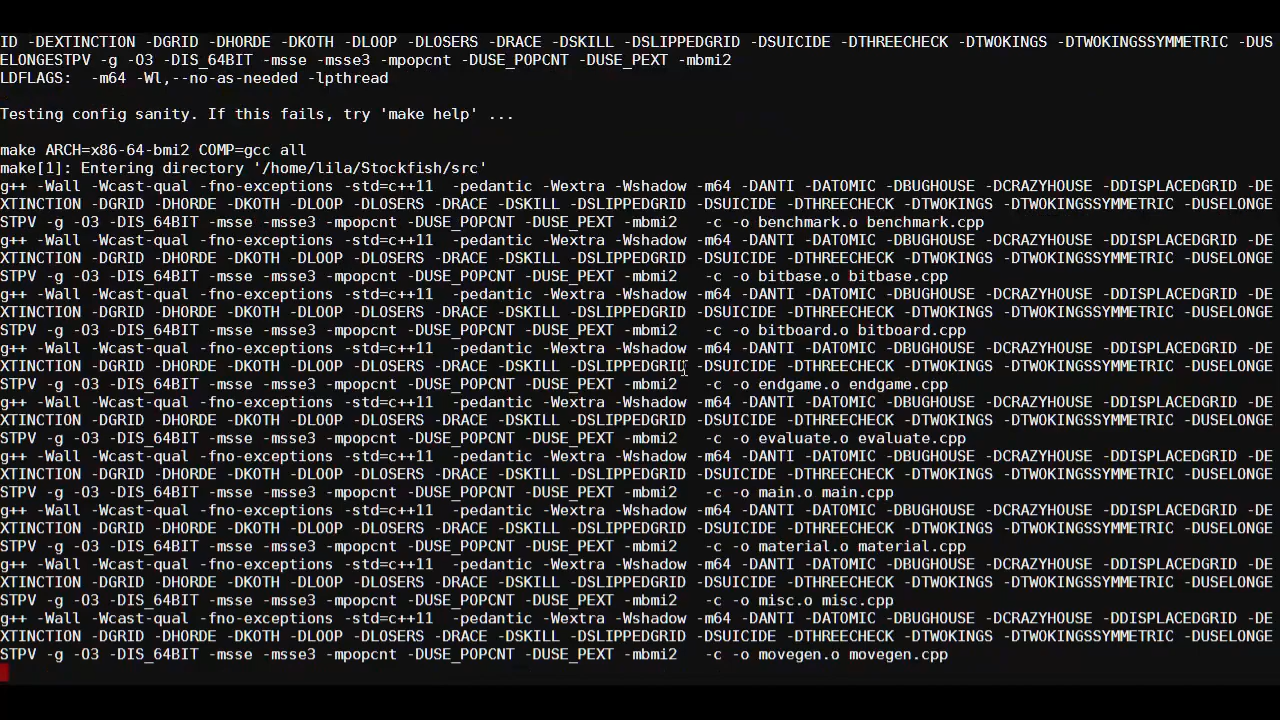 ID -DEXTINCTION -DGRID -DHORDE -DKOTH -DLOOP -DLOSERS -DRACE -DSKILL -DSLIPPEDGRID -DSUICIDE -DTHREECHECK -DTWOKINGS -DTWOKINGSSYMMETRIC -DUS
ELONGESTPV -g -O3 -DIS_64BIT -msse -msse3 -mpopcnt -DUSE_POPCNT -DUSE_PEXT -mbmi2
LDFLAGS:  -m64 -Wl,--no-as-needed -lpthread
Testing config sanity. If this fails, try 'make help' ...
make ARCH=x86-64-bmi2 COMP=gcc all
make[1]: Entering directory '/home/lila/Stockfish/src'
g++ -Wall -Wcast-qual -fno-exceptions -std=c++11  -pedantic -Wextra -Wshadow -m64 -DANTI -DATOMIC -DBUGHOUSE -DCRAZYHOUSE -DDISPLACEDGRID -DE
XTINCTION -DGRID -DHORDE -DKOTH -DLOOP -DLOSERS -DRACE -DSKILL -DSLIPPEDGRID -DSUICIDE -DTHREECHECK -DTWOKINGS -DTWOKINGSSYMMETRIC -DUSELONGE
STPV -g -O3 -DIS_64BIT -msse -msse3 -mpopcnt -DUSE_POPCNT -DUSE_PEXT -mbmi2   -c -o benchmark.o benchmark.cpp
g++ -Wall -Wcast-qual -fno-exceptions -std=c++11  -pedantic -Wextra -Wshadow -m64 -DANTI -DATOMIC -DBUGHOUSE -DCRAZYHOUSE -DDISPLACEDGRID -DE
XTINCTION -DGRID -DHORDE -DKOTH -DLOOP -DLOSERS -DRACE -DSKILL -DSLIPPEDGRID -DSUICIDE -DTHREECHECK -DTWOKINGS -DTWOKINGSSYMMETRIC -DUSELONGE
STPV -g -O3 -DIS_64BIT -msse -msse3 -mpopcnt -DUSE_POPCNT -DUSE_PEXT -mbmi2   -c -o bitbase.o bitbase.cpp
g++ -Wall -Wcast-qual -fno-exceptions -std=c++11  -pedantic -Wextra -Wshadow -m64 -DANTI -DATOMIC -DBUGHOUSE -DCRAZYHOUSE -DDISPLACEDGRID -DE
XTINCTION -DGRID -DHORDE -DKOTH -DLOOP -DLOSERS -DRACE -DSKILL -DSLIPPEDGRID -DSUICIDE -DTHREECHECK -DTWOKINGS -DTWOKINGSSYMMETRIC -DUSELONGE
STPV -g -O3 -DIS_64BIT -msse -msse3 -mpopcnt -DUSE_POPCNT -DUSE_PEXT -mbmi2   -c -o bitboard.o bitboard.cpp
g++ -Wall -Wcast-qual -fno-exceptions -std=c++11  -pedantic -Wextra -Wshadow -m64 -DANTI -DATOMIC -DBUGHOUSE -DCRAZYHOUSE -DDISPLACEDGRID -DE
XTINCTION -DGRID -DHORDE -DKOTH -DLOOP -DLOSERS -DRACE -DSKILL -DSLIPPEDGRID -DSUICIDE -DTHREECHECK -DTWOKINGS -DTWOKINGSSYMMETRIC -DUSELONGE
STPV -g -O3 -DIS_64BIT -msse -msse3 -mpopcnt -DUSE_POPCNT -DUSE_PEXT -mbmi2   -c -o endgame.o endgame.cpp
g++ -Wall -Wcast-qual -fno-exceptions -std=c++11  -pedantic -Wextra -Wshadow -m64 -DANTI -DATOMIC -DBUGHOUSE -DCRAZYHOUSE -DDISPLACEDGRID -DE
XTINCTION -DGRID -DHORDE -DKOTH -DLOOP -DLOSERS -DRACE -DSKILL -DSLIPPEDGRID -DSUICIDE -DTHREECHECK -DTWOKINGS -DTWOKINGSSYMMETRIC -DUSELONGE
STPV -g -O3 -DIS_64BIT -msse -msse3 -mpopcnt -DUSE_POPCNT -DUSE_PEXT -mbmi2   -c -o evaluate.o evaluate.cpp
g++ -Wall -Wcast-qual -fno-exceptions -std=c++11  -pedantic -Wextra -Wshadow -m64 -DANTI -DATOMIC -DBUGHOUSE -DCRAZYHOUSE -DDISPLACEDGRID -DE
XTINCTION -DGRID -DHORDE -DKOTH -DLOOP -DLOSERS -DRACE -DSKILL -DSLIPPEDGRID -DSUICIDE -DTHREECHECK -DTWOKINGS -DTWOKINGSSYMMETRIC -DUSELONGE
STPV -g -O3 -DIS_64BIT -msse -msse3 -mpopcnt -DUSE_POPCNT -DUSE_PEXT -mbmi2   -c -o main.o main.cpp
g++ -Wall -Wcast-qual -fno-exceptions -std=c++11  -pedantic -Wextra -Wshadow -m64 -DANTI -DATOMIC -DBUGHOUSE -DCRAZYHOUSE -DDISPLACEDGRID -DE
XTINCTION -DGRID -DHORDE -DKOTH -DLOOP -DLOSERS -DRACE -DSKILL -DSLIPPEDGRID -DSUICIDE -DTHREECHECK -DTWOKINGS -DTWOKINGSSYMMETRIC -DUSELONGE
STPV -g -O3 -DIS_64BIT -msse -msse3 -mpopcnt -DUSE_POPCNT -DUSE_PEXT -mbmi2   -c -o material.o material.cpp
g++ -Wall -Wcast-qual -fno-exceptions -std=c++11  -pedantic -Wextra -Wshadow -m64 -DANTI -DATOMIC -DBUGHOUSE -DCRAZYHOUSE -DDISPLACEDGRID -DE
XTINCTION -DGRID -DHORDE -DKOTH -DLOOP -DLOSERS -DRACE -DSKILL -DSLIPPEDGRID -DSUICIDE -DTHREECHECK -DTWOKINGS -DTWOKINGSSYMMETRIC -DUSELONGE
STPV -g -O3 -DIS_64BIT -msse -msse3 -mpopcnt -DUSE_POPCNT -DUSE_PEXT -mbmi2   -c -o misc.o misc.cpp
g++ -Wall -Wcast-qual -fno-exceptions -std=c++11  -pedantic -Wextra -Wshadow -m64 -DANTI -DATOMIC -DBUGHOUSE -DCRAZYHOUSE -DDISPLACEDGRID -DE
XTINCTION -DGRID -DHORDE -DKOTH -DLOOP -DLOSERS -DRACE -DSKILL -DSLIPPEDGRID -DSUICIDE -DTHREECHECK -DTWOKINGS -DTWOKINGSSYMMETRIC -DUSELONGE
STPV -g -O3 -DIS_64BIT -msse -msse3 -mpopcnt -DUSE_POPCNT -DUSE_PEXT -mbmi2   -c -o movegen.o movegen.cpp